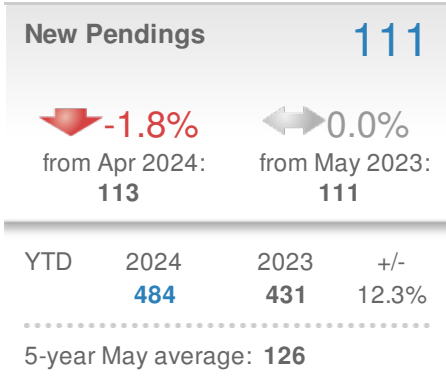 New Pendings 111
-1.8% 0.0%
from Apr 2024: from May 2023:
113 111
YTD 2024 2023 +/-
484 431 12.3%
5-year May average: 126